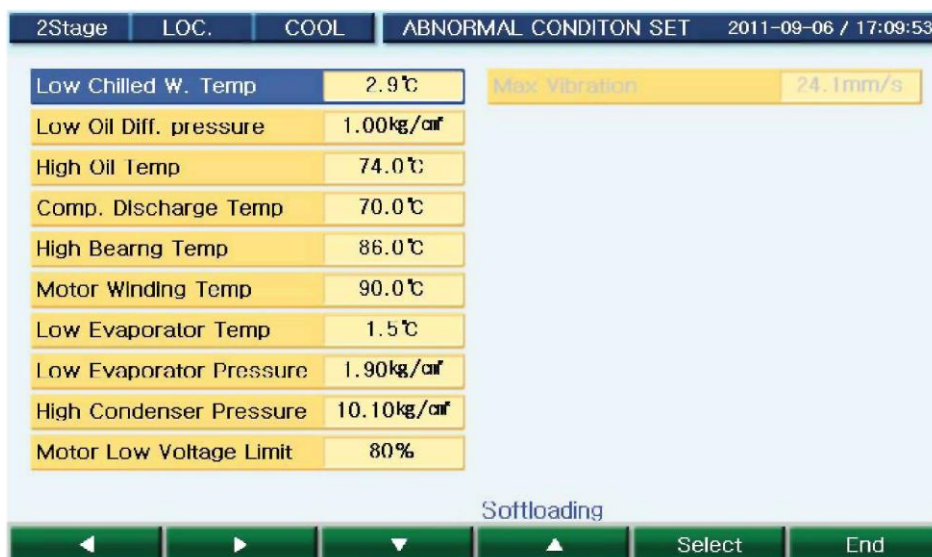 2Stage LOC. COOL ABNORMAL CONDITON SET 2011-09-06 / 17:09:53
Low Chilled W. Temp 2.9℃ Max Vibration 24.1mm/s
Low Oil Diff. pressure 1.00kg/㎠
High Oil Temp 74.0℃
Comp. Discharge Temp 70.0℃
High Bearng Temp 86.0℃
Motor Winding Temp 90.0℃
Low Evaporator Temp 1.5℃
Low Evaporator Pressure 1.90kg/㎠
High Condenser Pressure 10.10kg/㎠
Motor Low Voltage Limit 80%
Softloading
◀ ▶ ▼ ▲ Select End